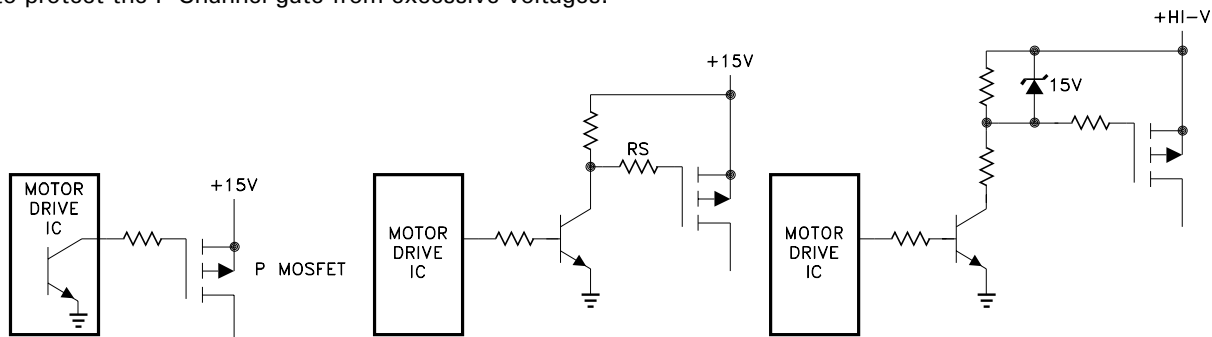 to protect the P-Channel gate from excessive voltages.
+HI-V
+15V
15V
RS
MOTOR
DRIVE
IC
+15V
P MOSFET
MOTOR
DRIVE
IC
MOTOR
DRIVE
IC